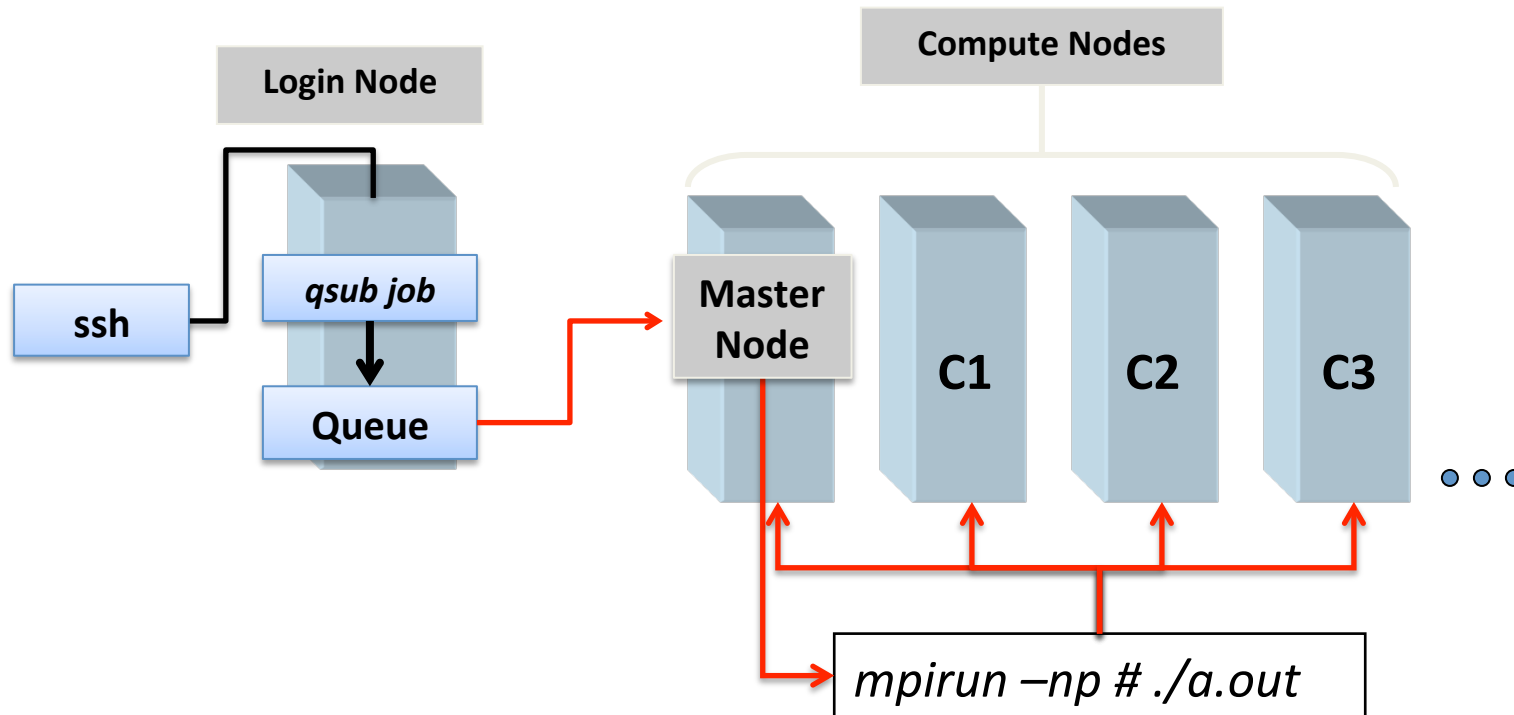 Login Node
Compute Nodes
ssh
qsub job
Queue
Master
Node
C1
C2
C3
mpirun –np # ./a.out